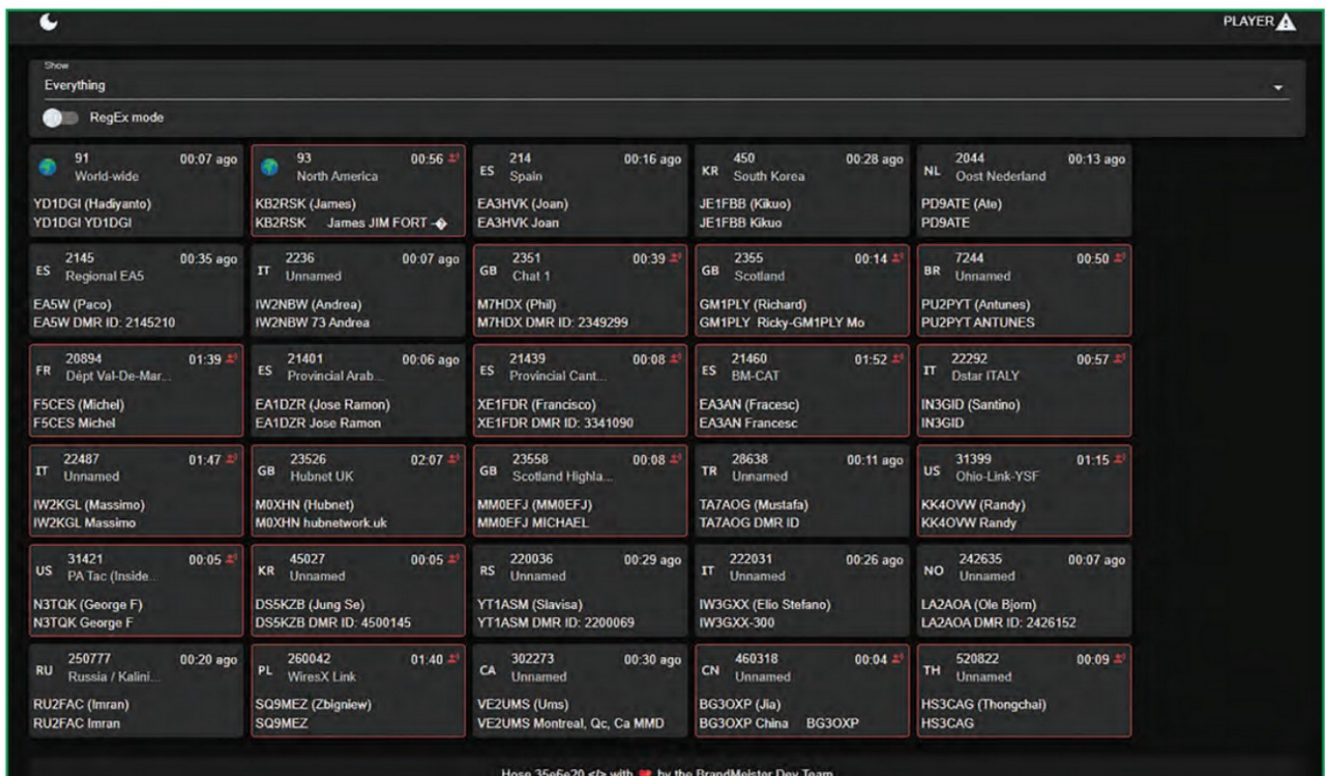 PLAYER
Show
Everything
RegEx mode
91 00:07 ago
World-wide
YD1DGI (Hadiyanto)
YD1DGI YD1DGI
93 00:56
North America
KB2RSK (James)
KB2RSK James JIM FORT
ES 214 00:16 ago
Spain
EA3HVK (Joan)
EA3HVK Joan
KR 450 00:28 ago
South Korea
JE1FBB (Kikuo)
JE1FBB Kikuo
NL 2044 00:13 ago
Oost Nederland
PD9ATE (Ate)
PD9ATE
ES 2145 00:35 ago
Regional EA5
EA5W (Paco)
EA5W DMR ID: 2145210
IT 2236 00:07 ago
Unnamed
IW2NBW (Andrea)
IW2NBW 73 Andrea
GB 2351 00:39
Chat 1
M7HDX (Phil)
M7HDX DMR ID: 2349299
GB 2355 00:14
Scotland
GM1PLY (Richard)
GM1PLY Ricky-GM1PLY Mo
BR 7244 00:50
Unnamed
PU2PYT (Antunes)
PU2PYT ANTUNES
FR 20894 01:39
Dépt Val-De-Mar...
F5CES (Michel)
F5CES Michel
ES 21401 00:06 ago
Provincial Arab...
EA1DZR (Jose Ramon)
EA1DZR Jose Ramon
ES 21439 00:08
Provincial Cant...
XE1FDR (Francisco)
XE1FDR DMR ID: 3341090
ES 21460 01:52
BM-CAT
EA3AN (Fracesc)
EA3AN Francesc
IT 22292 00:57
Dstar ITALY
IN3GID (Santino)
IN3GID
IT 22487 01:47
Unnamed
IW2KGL (Massimo)
IW2KGL Massimo
GB 23526 02:07
Hubnet UK
M0XHN (Hubnet)
M0XHN hubnetwork.uk
GB 23558 00:08
Scotland Highla...
MM0EFJ (MM0EFJ)
MM0EFJ MICHAEL
TR 28638 00:11 ago
Unnamed
TA7AOG (Mustafa)
TA7AOG DMR ID
US 31399 01:15
Ohio-Link-YSF
KK4OVW (Randy)
KK4OVW Randy
US 31421 00:05
PA Tac (Inside...
N3TQK (George F)
N3TQK George F
KR 45027 00:05
Unnamed
DS5KZB (Jung Se)
DS5KZB DMR ID: 4500145
RS 220036 00:29 ago
Unnamed
YT1ASM (Slavisa)
YT1ASM DMR ID: 2200069
IT 222031 00:26 ago
Unnamed
IW3GXX (Elio Stefano)
IW3GXX-300
NO 242635 00:07 ago
Unnamed
LA2AOA (Ole Bjorn)
LA2AOA DMR ID: 2426152
RU 250777 00:20 ago
Russia / Kalini...
RU2FAC (Imran)
RU2FAC Imran
PL 260042 01:40
WiresX Link
SQ9MEZ (Zbigniew)
SQ9MEZ
CA 302273 00:30 ago
Unnamed
VE2UMS (Ums)
VE2UMS Montreal, Qc, Ca MMD
CN 460318 00:04
Unnamed
BG3OXP (Jia)
BG3OXP China BG3OXP
TH 520822 00:09
Unnamed
HS3CAG (Thongchai)
HS3CAG
Hose 35e6e20 </> with ❤ by the BrandMeister Dev Team